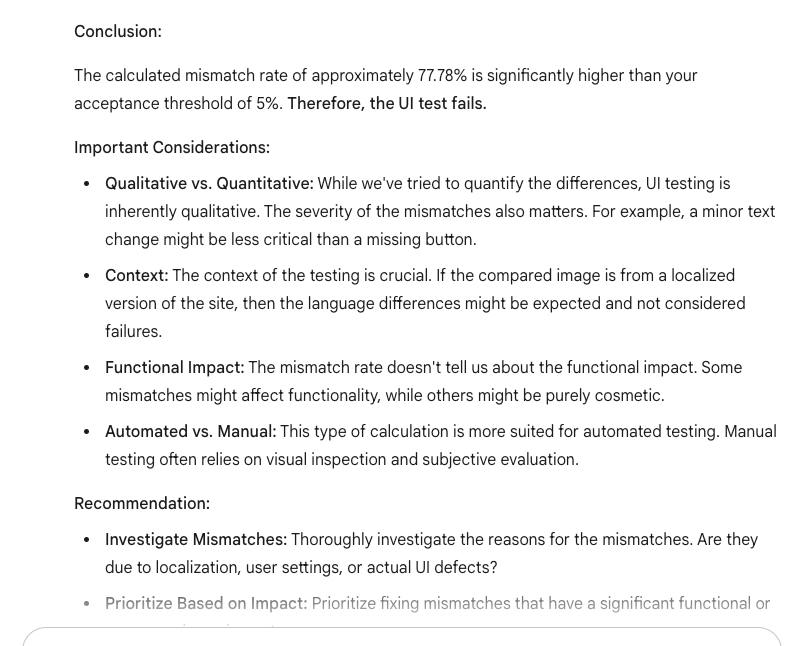 Conclusion:
The calculated mismatch rate of approximately 77.78% is significantly higher than your
acceptance threshold of 5%. Therefore, the UI test fails.
Important Considerations:
• Qualitative vs. Quantitative: While we've tried to quantify the differences, UI testing is
inherently qualitative. The severity of the mismatches also matters. For example, a minor text
change might be less critical than a missing button.
• Context: The context of the testing is crucial. If the compared image is from a localized
version of the site, then the language differences might be expected and not considered
failures.
• Functional Impact: The mismatch rate doesn't tell us about the functional impact. Some
mismatches might affect functionality, while others might be purely cosmetic.
• Automated vs. Manual: This type of calculation is more suited for automated testing. Manual
testing often relies on visual inspection and subjective evaluation.
Recommendation:
• Investigate Mismatches: Thoroughly investigate the reasons for the mismatches. Are they
due to localization, user settings, or actual UI defects?
• Prioritize Based on Impact: Prioritize fixing mismatches that have a significant functional or